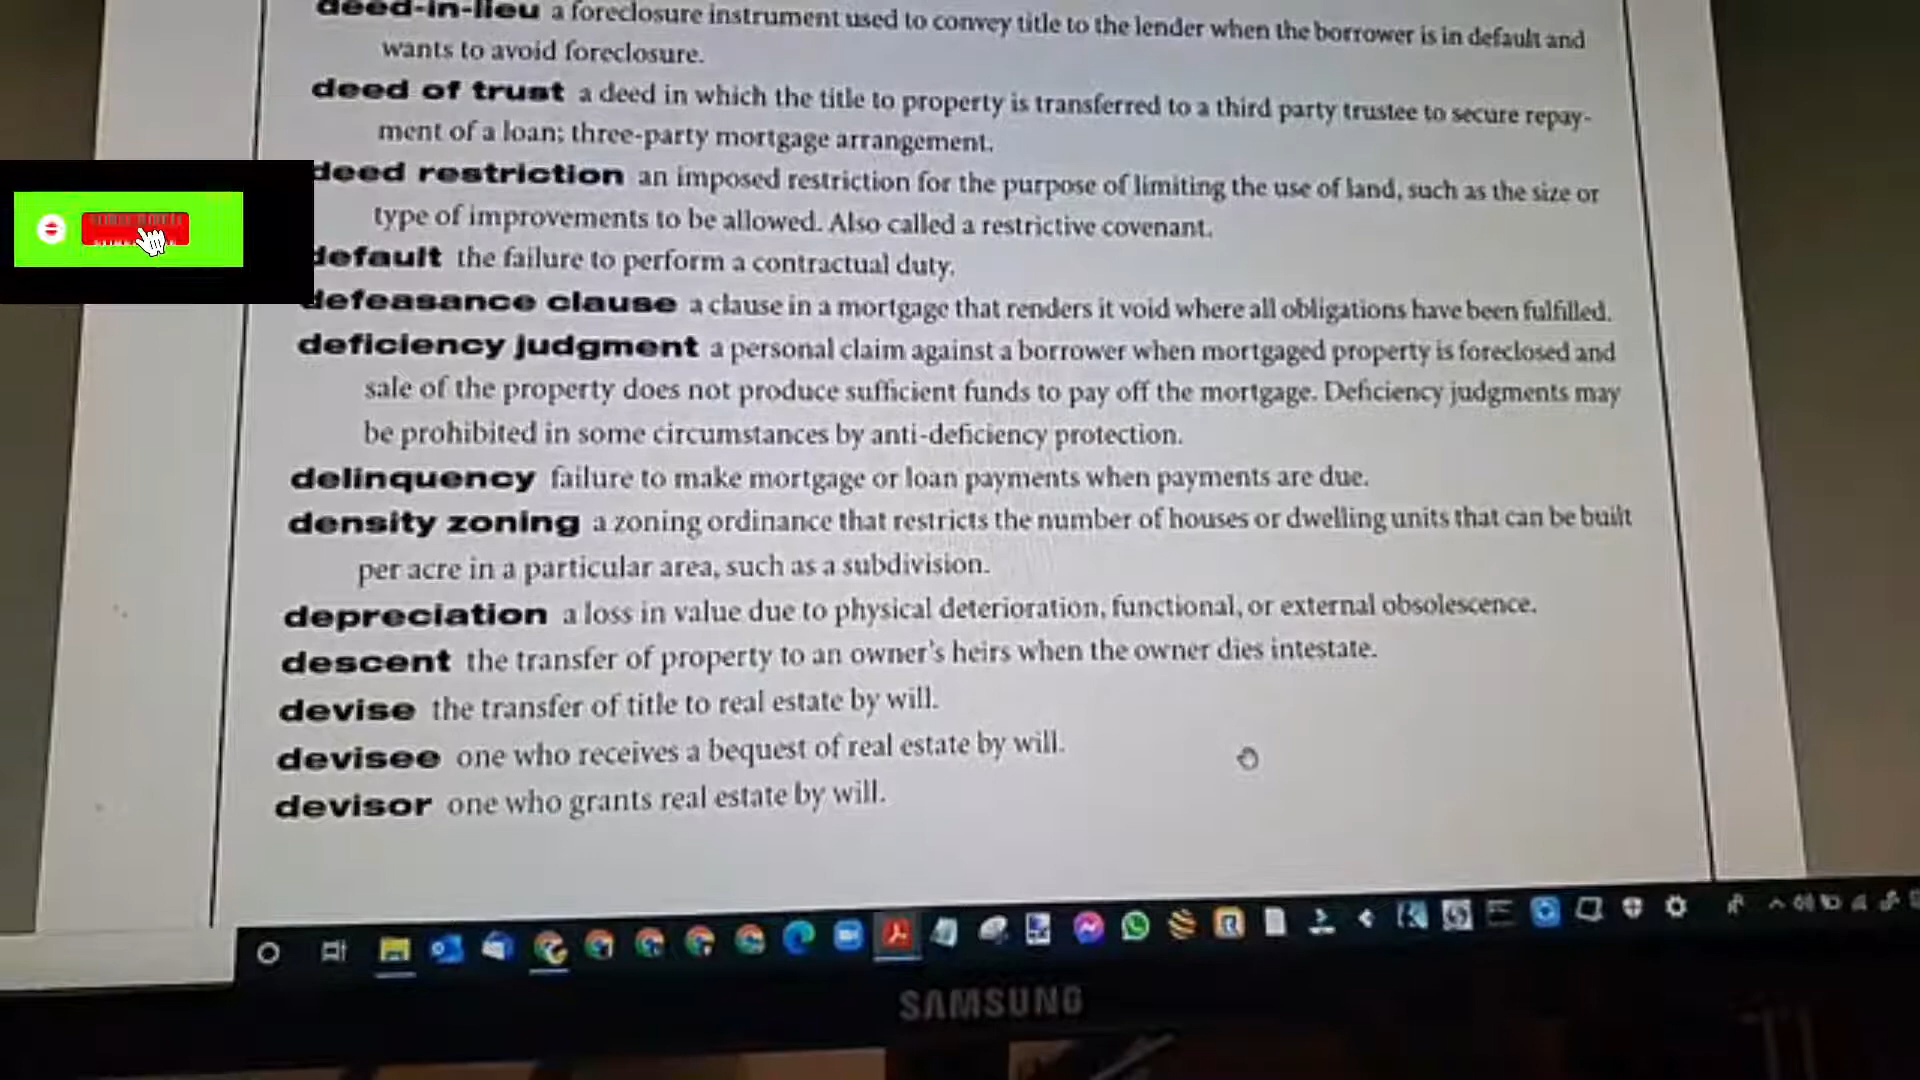 deed-in-lieu a foreclosure instrument used to convey title to the lender when the borrower is in default and
wants to avoid foreclosure.
deed of trust a deed in which the title to property is transferred to a third party trustee to secure repay-
ment of a loan; three-party mortgage arrangement.
deed restriction an imposed restriction for the purpose of limiting the use of land, such as the size or
type of improvements to be allowed. Also called a restrictive covenant.
default the failure to perform a contractual duty.
defeasance clause a clause in a mortgage that renders it void where all obligations have been fulfilled.
deficiency judgment a personal claim against a borrower when mortgaged property is foreclosed and
sale of the property does not produce sufficient funds to pay off the mortgage. Deficiency judgments may
be prohibited in some circumstances by anti-deficiency protection.
delinquency failure to make mortgage or loan payments when payments are due.
density zoning a zoning ordinance that restricts the number of houses or dwelling units that can be built
per acre in a particular area, such as a subdivision.
depreciation a loss in value due to physical deterioration, functional, or external obsolescence.
descent the transfer of property to an owner's heirs when the owner dies intestate.
devise the transfer of title to real estate by will.
devisee one who receives a bequest of real estate by will.
devisor one who grants real estate by will.
SAMSUNG